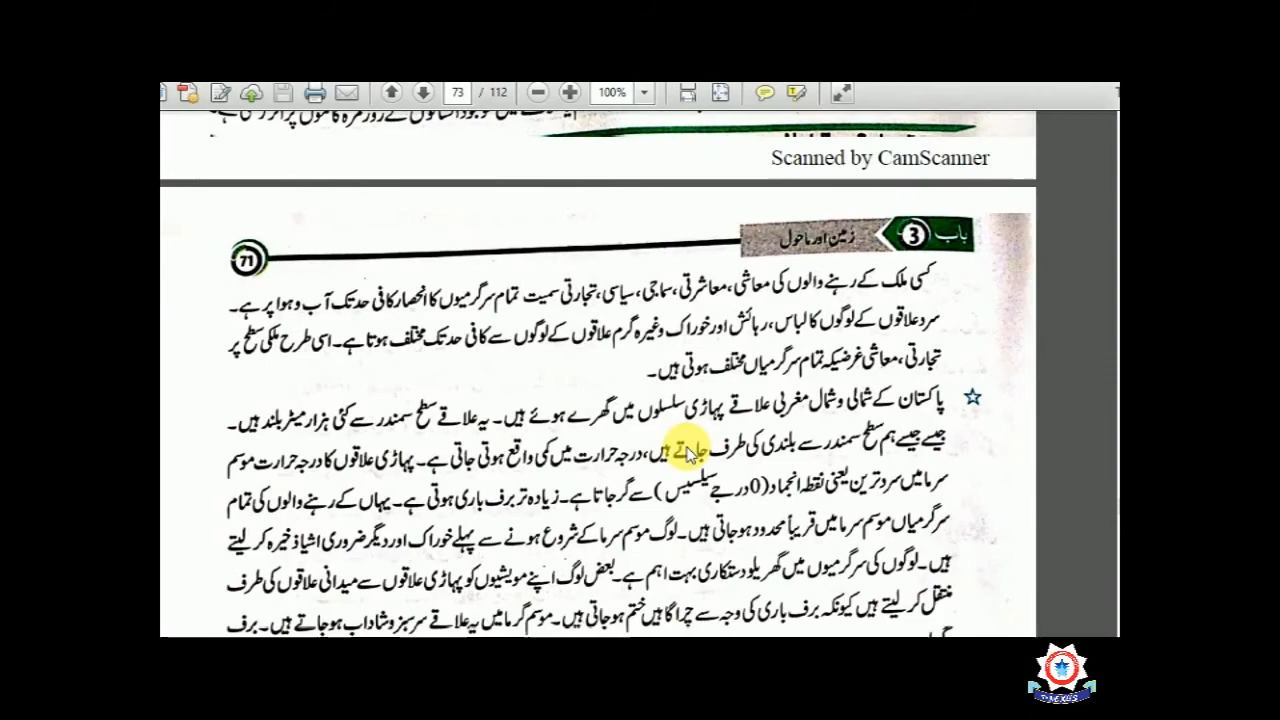 73 / 112 100%
Scanned by CamScanner
باب 3 زمین اور ماحول
71
کسی ملک کے رہنے والوں کی معاشی، معاشرتی، سماجی، سیاسی، تجارتی سمیت تمام سرگرمیوں کا انحصار کافی حد تک آب و ہوا پر ہے۔
سرد علاقوں کے لوگوں کا لباس، رہائش اور خوراک وغیرہ گرم علاقوں کے لوگوں سے کافی حد تک مختلف ہوتا ہے۔ اسی طرح ملکی سطح پر
تجارتی، معاشی غرضیکہ تمام سرگرمیاں مختلف ہوتی ہیں۔
پاکستان کے شمالی و شمال مغربی علاقے پہاڑی سلسلوں میں گھرے ہوئے ہیں۔ یہ علاقے سطح سمندر سے کئی ہزار میٹر بلند ہیں۔
جیسے جیسے ہم سطح سمندر سے بلندی کی طرف جاتے ہیں، درجہ حرارت میں کمی واقع ہوتی جاتی ہے۔ پہاڑی علاقوں کا درجہ حرارت موسم
سرما میں سرد ترین یعنی نقطہ انجماد (0 درجے سیلسیس) سے گر جاتا ہے۔ زیادہ تر برف باری ہوتی ہے۔ یہاں کے رہنے والوں کی تمام
سرگرمیاں موسم سرما میں قریباً محدود ہو جاتی ہیں۔ لوگ موسم سرما کے شروع ہونے سے پہلے خوراک اور دیگر ضروری اشیا ذخیرہ کر لیتے
ہیں۔ لوگوں کی سرگرمیوں میں گھریلو دستکاری بہت اہم ہے۔ بعض لوگ اپنے مویشیوں کو پہاڑی علاقوں سے میدانی علاقوں کی طرف
منتقل کر لیتے ہیں کیونکہ برف باری کی وجہ سے چراگاہیں ختم ہو جاتی ہیں۔ موسم گرما میں یہ علاقے سرسبز و شاداب ہو جاتے ہیں۔ برف